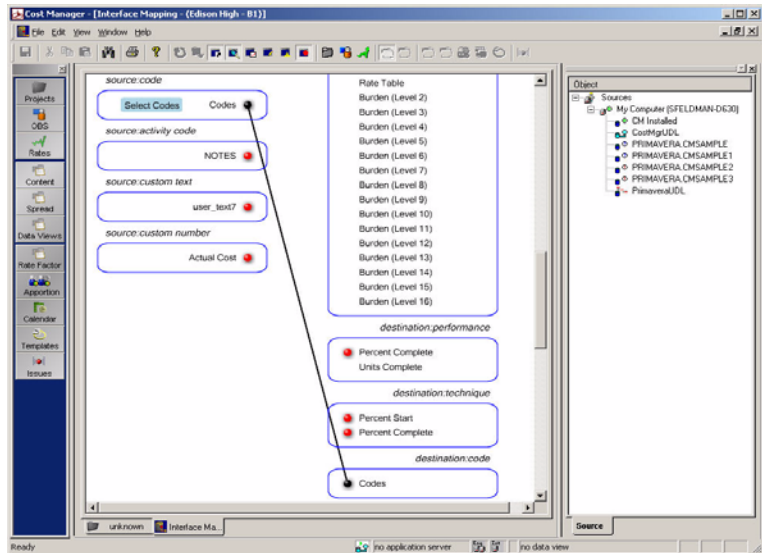 Cost Manager - [Interface Mapping - (Edison High - B1)]
File Edit View Window Help
Projects
OBS
Rates
Content
Spread
Data Views
Rate Factor
Apportion
Calendar
Templates
Issues
source:code
Select Codes Codes
source:activity code
NOTES
source:custom text
user_text7
source:custom number
Actual Cost
Rate Table
Burden (Level 2)
Burden (Level 3)
Burden (Level 4)
Burden (Level 5)
Burden (Level 6)
Burden (Level 7)
Burden (Level 8)
Burden (Level 9)
Burden (Level 10)
Burden (Level 11)
Burden (Level 12)
Burden (Level 13)
Burden (Level 14)
Burden (Level 15)
Burden (Level 16)
destination:performance
Percent Complete
Units Complete
destination:technique
Percent Start
Percent Complete
destination:code
Codes
Object
Sources
My Computer (SFELDMAN-D630)
CM Installed
CostMgrUDL
PRIMAVERA.CMSAMPLE
PRIMAVERA.CMSAMPLE1
PRIMAVERA.CMSAMPLE2
PRIMAVERA.CMSAMPLE3
PrimaveraUDL
unknown Interface Ma...
Source
Ready no application server no data view